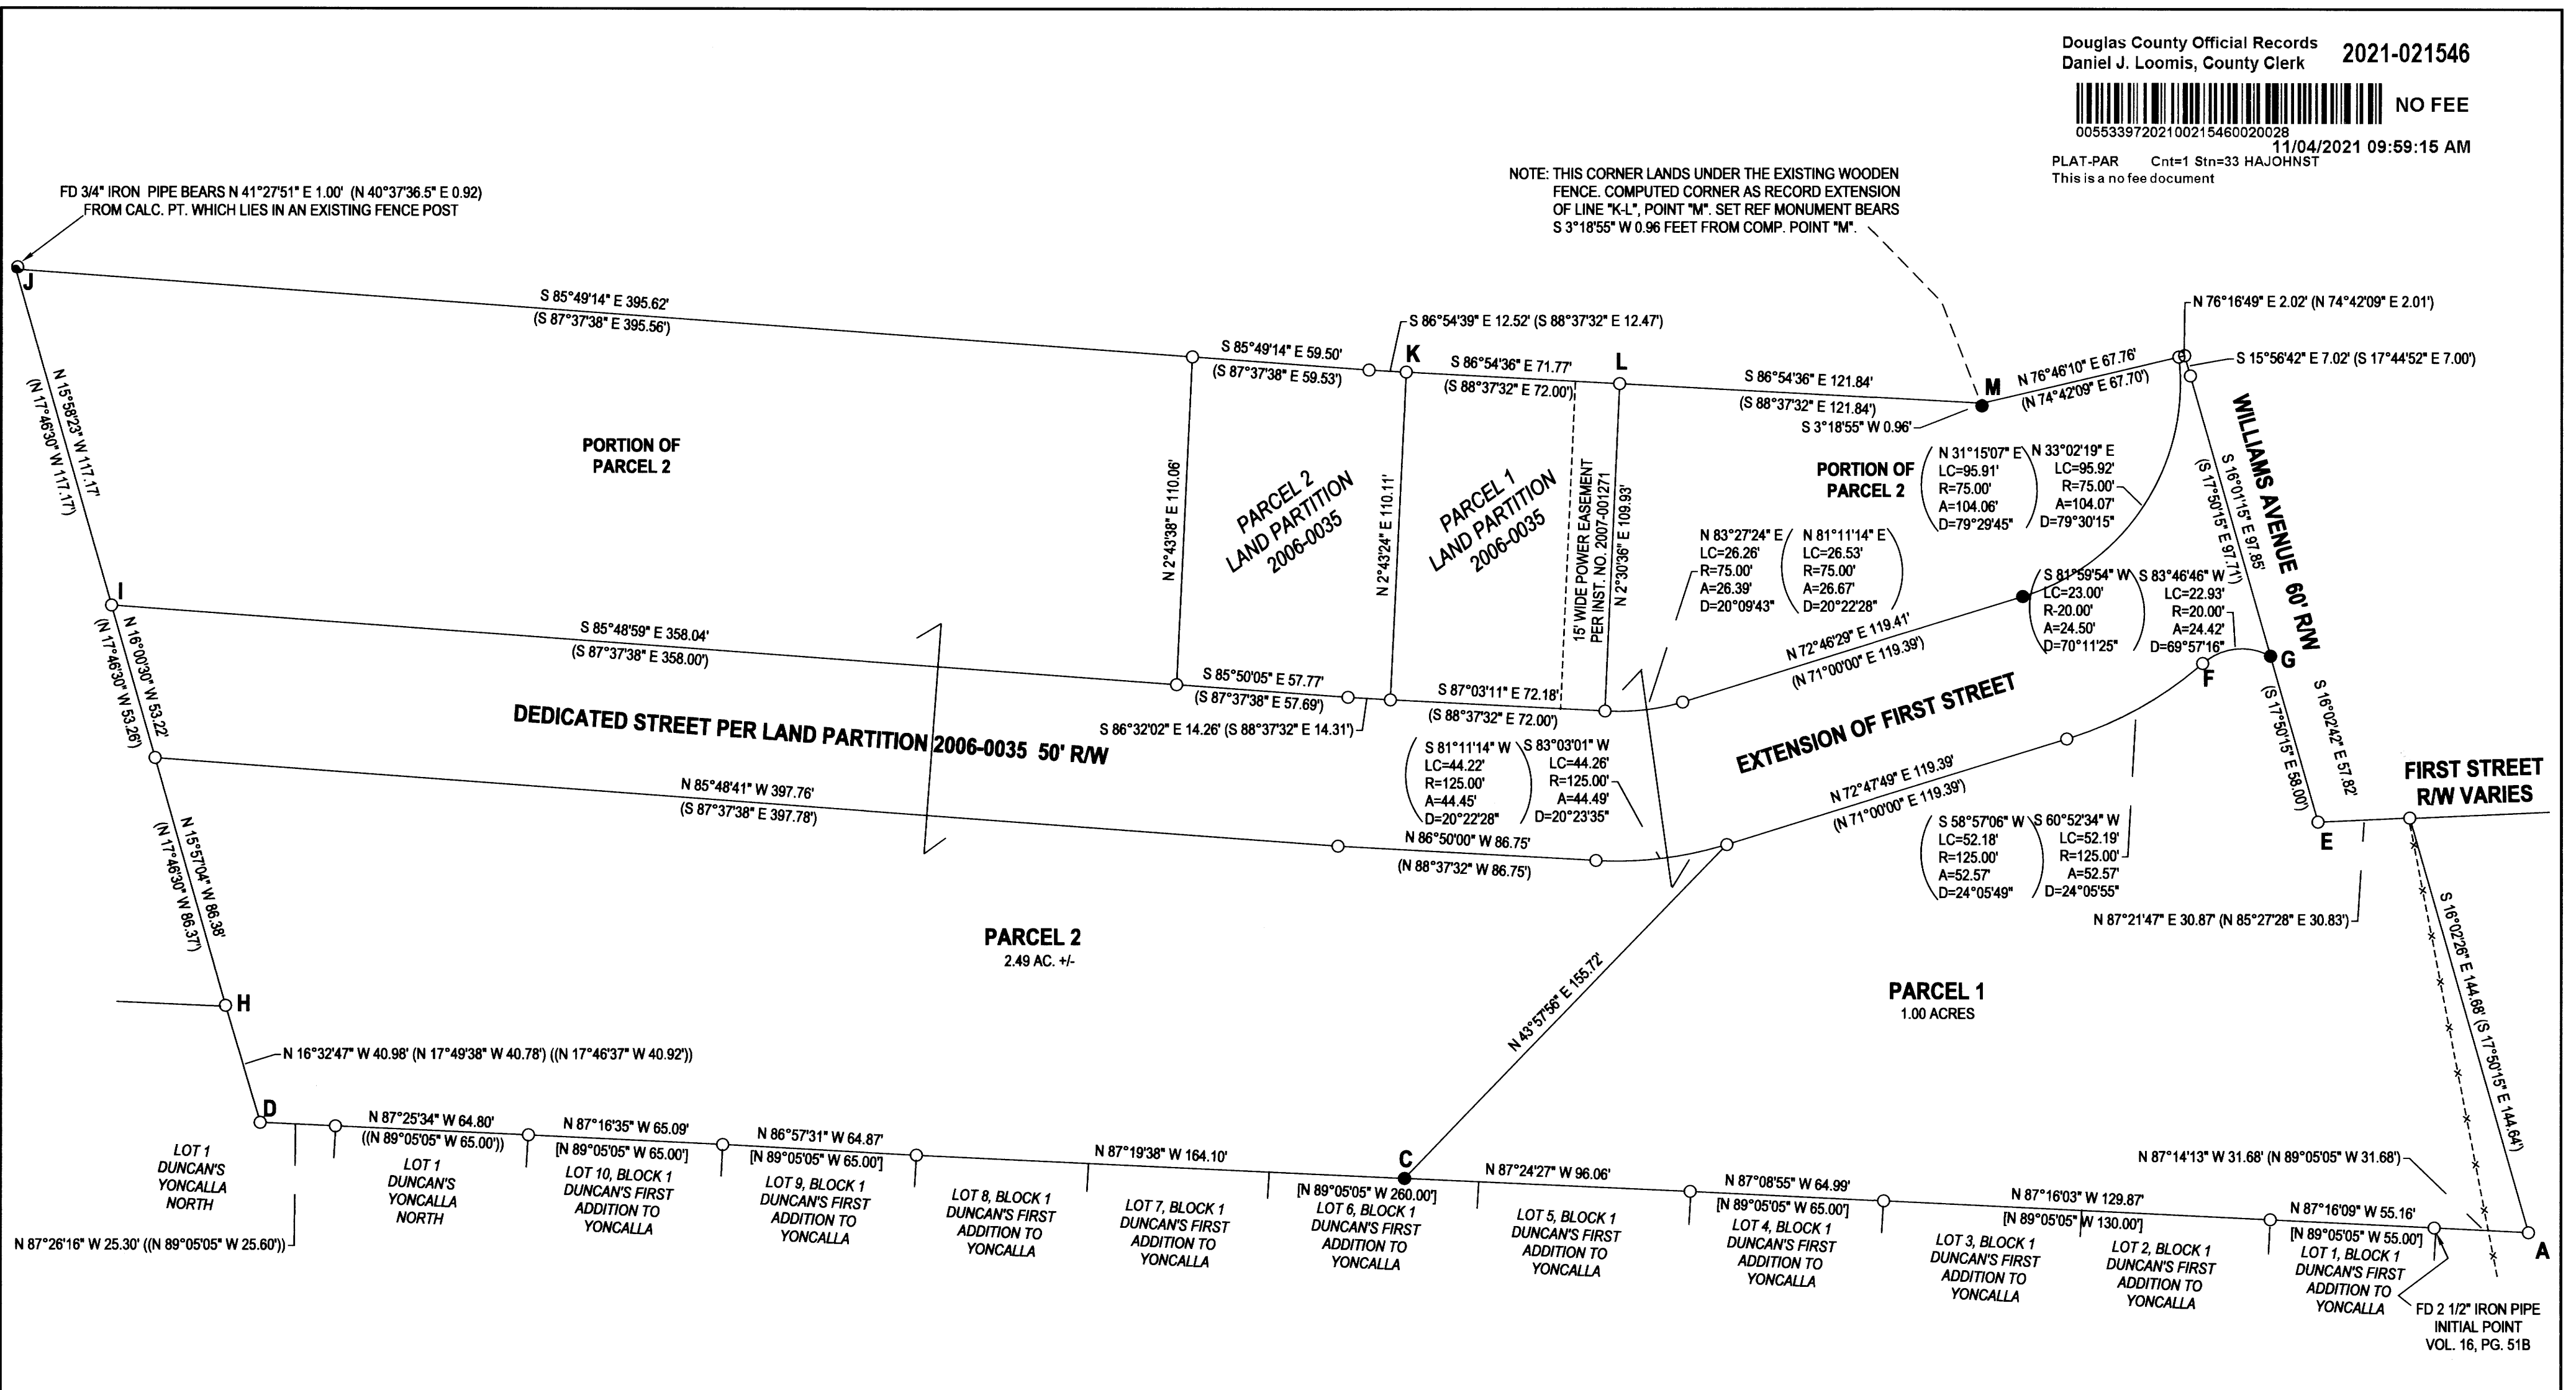 Douglas County Official Records
Daniel J. Loomis, County Clerk
2021-021546
NO FEE
00553397202100215460020028
11/04/2021 09:59:15 AM
PLAT-PAR Cnt=1 Stn=33 HAJOHNST
This is a no fee document
NOTE: THIS CORNER LANDS UNDER THE EXISTING WOODEN
FENCE. COMPUTED CORNER AS RECORD EXTENSION
OF LINE "K-L", POINT "M". SET REF MONUMENT BEARS
S 3°18'55" W 0.96 FEET FROM COMP. POINT "M".
FD 3/4" IRON PIPE BEARS N 41°27'51" E 1.00' (N 40°37'36.5" E 0.92)
FROM CALC. PT. WHICH LIES IN AN EXISTING FENCE POST
J
S 85°49'14" E 395.62'
(S 87°37'38" E 395.56')
S 85°49'14" E 59.50'
(S 87°37'38" E 59.53')
S 86°54'39" E 12.52' (S 88°37'32" E 12.47')
K
S 86°54'36" E 71.77'
(S 88°37'32" E 72.00')
L
S 86°54'36" E 121.84'
(S 88°37'32" E 121.84')
S 3°18'55" W 0.96'
M
N 76°46'10" E 67.76'
(N 74°42'09" E 67.70')
N 76°16'49" E 2.02' (N 74°42'09" E 2.01')
S 15°56'42" E 7.02' (S 17°44'52" E 7.00')
WILLIAMS AVENUE 60' R/W
S 16°01'15" E 97.85'
(S 17°50'15" E 97.71')
N 15°58'23" W 117.17'
(N 17°46'30" W 117.17')
PORTION OF
PARCEL 2
N 2°43'38" E 110.06'
PARCEL 2
LAND PARTITION
2006-0035
N 2°43'24" E 110.11'
PARCEL 1
LAND PARTITION
2006-0035
15' WIDE POWER EASEMENT
PER INST. NO. 2007-001271
N 2°30'36" E 109.93'
PORTION OF
PARCEL 2
(N 31°15'07" E
LC=95.91'
R=75.00'
A=104.06'
D=79°29'45")
N 33°02'19" E
LC=95.92'
R=75.00'
A=104.07'
D=79°30'15"
N 83°27'24" E
LC=26.26'
R=75.00'
A=26.39'
D=20°09'43"
(N 81°11'14" E
LC=26.53'
R=75.00'
A=26.67'
D=20°22'28")
(S 81°59'54" W
LC=23.00'
R-20.00'
A=24.50'
D=70°11'25")
S 83°46'46" W
LC=22.93'
R=20.00'
A=24.42'
D=69°57'16"
N 72°46'29" E 119.41'
(N 71°00'00" E 119.39')
F
G
I
S 85°48'59" E 358.04'
(S 87°37'38" E 358.00')
S 85°50'05" E 57.77'
(S 87°37'38" E 57.69')
S 86°32'02" E 14.26' (S 88°37'32" E 14.31')
S 87°03'11" E 72.18'
(S 88°37'32" E 72.00')
N 16°00'30" W 53.22'
(N 17°46'30" W 53.26')
DEDICATED STREET PER LAND PARTITION 2006-0035 50' R/W
EXTENSION OF FIRST STREET
S 16°02'42" E 57.82'
(S 17°50'15" E 58.00')
FIRST STREET
R/W VARIES
(S 81°11'14" W
LC=44.22'
R=125.00'
A=44.45'
D=20°22'28")
S 83°03'01" W
LC=44.26'
R=125.00'
A=44.49'
D=20°23'35"
N 72°47'49" E 119.39'
(N 71°00'00" E 119.39')
N 85°48'41" W 397.76'
(S 87°37'38" E 397.78')
N 86°50'00" W 86.75'
(N 88°37'32" W 86.75')
(S 58°57'06" W
LC=52.18'
R=125.00'
A=52.57'
D=24°05'49")
S 60°52'34" W
LC=52.19'
R=125.00'
A=52.57'
D=24°05'55"
E
N 87°21'47" E 30.87' (N 85°27'28" E 30.83')
N 15°57'04" W 86.38'
(N 17°46'30" W 86.37')
PARCEL 2
2.49 AC. +/-
N 43°57'56" E 155.72'
PARCEL 1
1.00 ACRES
S 16°02'26" E 144.68' (S 17°50'15" E 144.64')
H
N 16°32'47" W 40.98' (N 17°49'38" W 40.78') ((N 17°46'37" W 40.92'))
D
N 87°26'16" W 25.30' ((N 89°05'05" W 25.60'))
N 87°25'34" W 64.80'
((N 89°05'05" W 65.00'))
N 87°16'35" W 65.09'
[N 89°05'05" W 65.00']
N 86°57'31" W 64.87'
[N 89°05'05" W 65.00']
N 87°19'38" W 164.10'
C
[N 89°05'05" W 260.00']
N 87°24'27" W 96.06'
N 87°08'55" W 64.99'
[N 89°05'05" W 65.00']
N 87°16'03" W 129.87'
[N 89°05'05" W 130.00']
N 87°16'09" W 55.16'
[N 89°05'05" W 55.00']
N 87°14'13" W 31.68' (N 89°05'05" W 31.68')
A
LOT 1
DUNCAN'S
YONCALLA
NORTH
LOT 1
DUNCAN'S
YONCALLA
NORTH
LOT 10, BLOCK 1
DUNCAN'S FIRST
ADDITION TO
YONCALLA
LOT 9, BLOCK 1
DUNCAN'S FIRST
ADDITION TO
YONCALLA
LOT 8, BLOCK 1
DUNCAN'S FIRST
ADDITION TO
YONCALLA
LOT 7, BLOCK 1
DUNCAN'S FIRST
ADDITION TO
YONCALLA
LOT 6, BLOCK 1
DUNCAN'S FIRST
ADDITION TO
YONCALLA
LOT 5, BLOCK 1
DUNCAN'S FIRST
ADDITION TO
YONCALLA
LOT 4, BLOCK 1
DUNCAN'S FIRST
ADDITION TO
YONCALLA
LOT 3, BLOCK 1
DUNCAN'S FIRST
ADDITION TO
YONCALLA
LOT 2, BLOCK 1
DUNCAN'S FIRST
ADDITION TO
YONCALLA
LOT 1, BLOCK 1
DUNCAN'S FIRST
ADDITION TO
YONCALLA
FD 2 1/2" IRON PIPE
INITIAL POINT
VOL. 16, PG. 51B